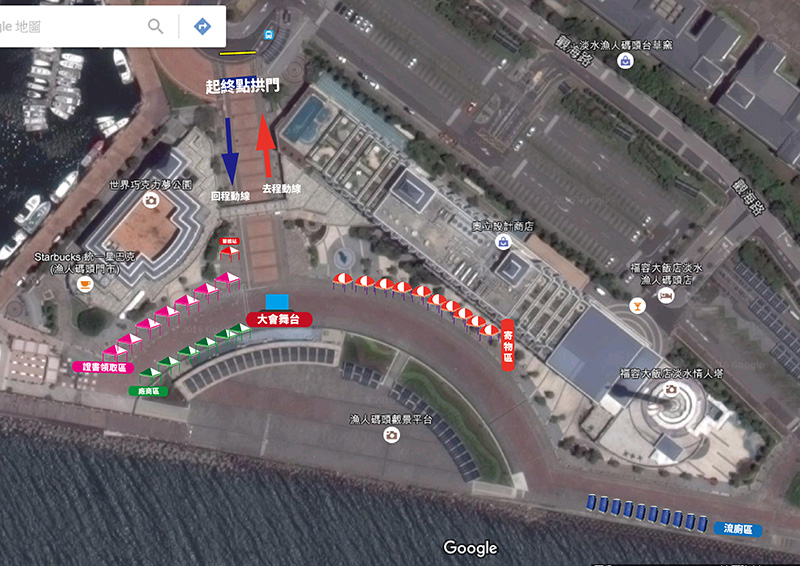 gle 地圖
淡水漁人碼頭台華窯
觀海路
起終點拱門
回程動線
去程動線
世界巧克力夢公園
觀海路
奧立設計商店
Starbucks 統一星巴克
(漁人碼頭門市)
福容大飯店淡水
漁人碼頭店
大會舞台
寄物區
證書領取區
廠商區
福容大飯店淡水情人塔
漁人碼頭觀景平台
流廁區
Google